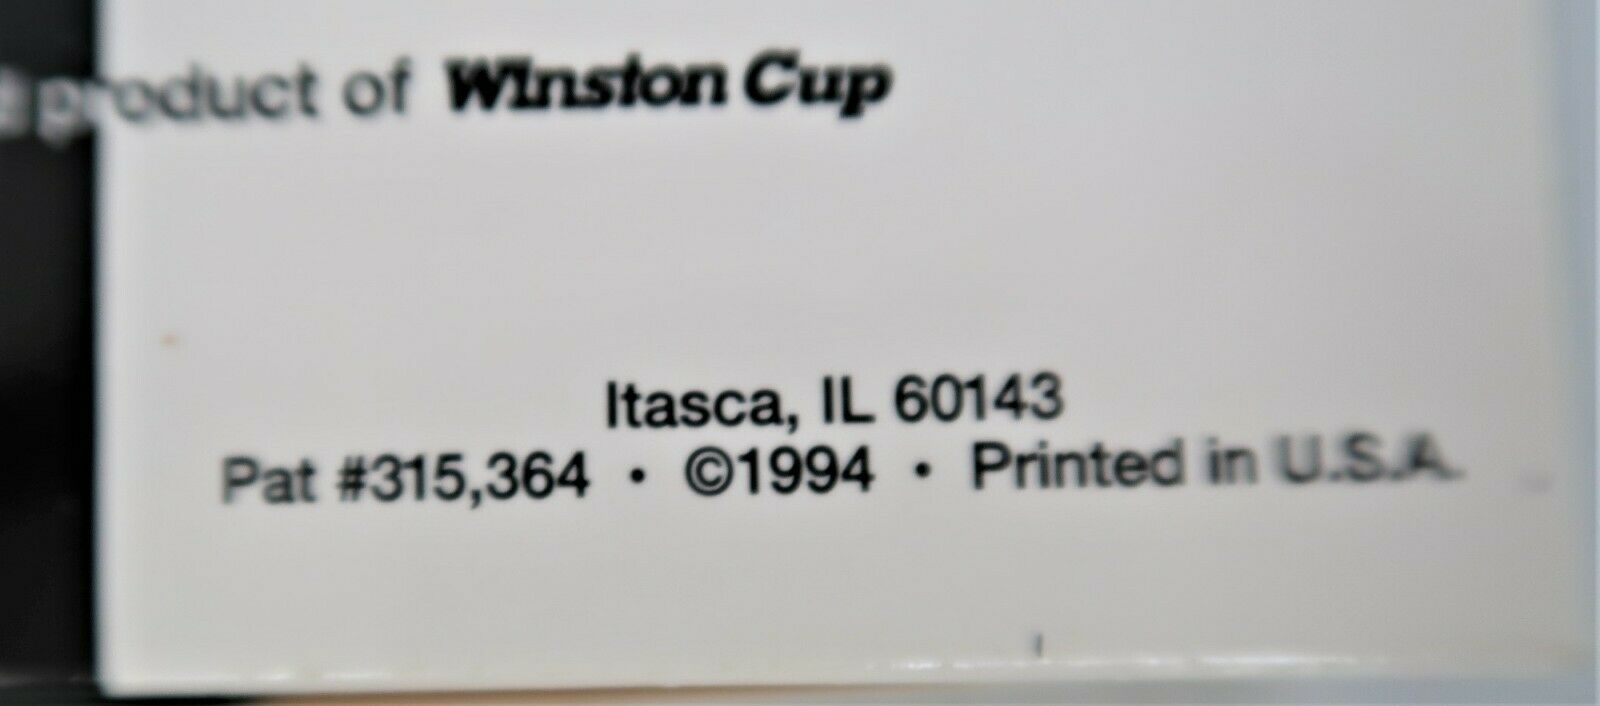 product of Winston Cup
Itasca, IL 60143
Pat #315,364 • ©1994 • Printed in U.S.A.